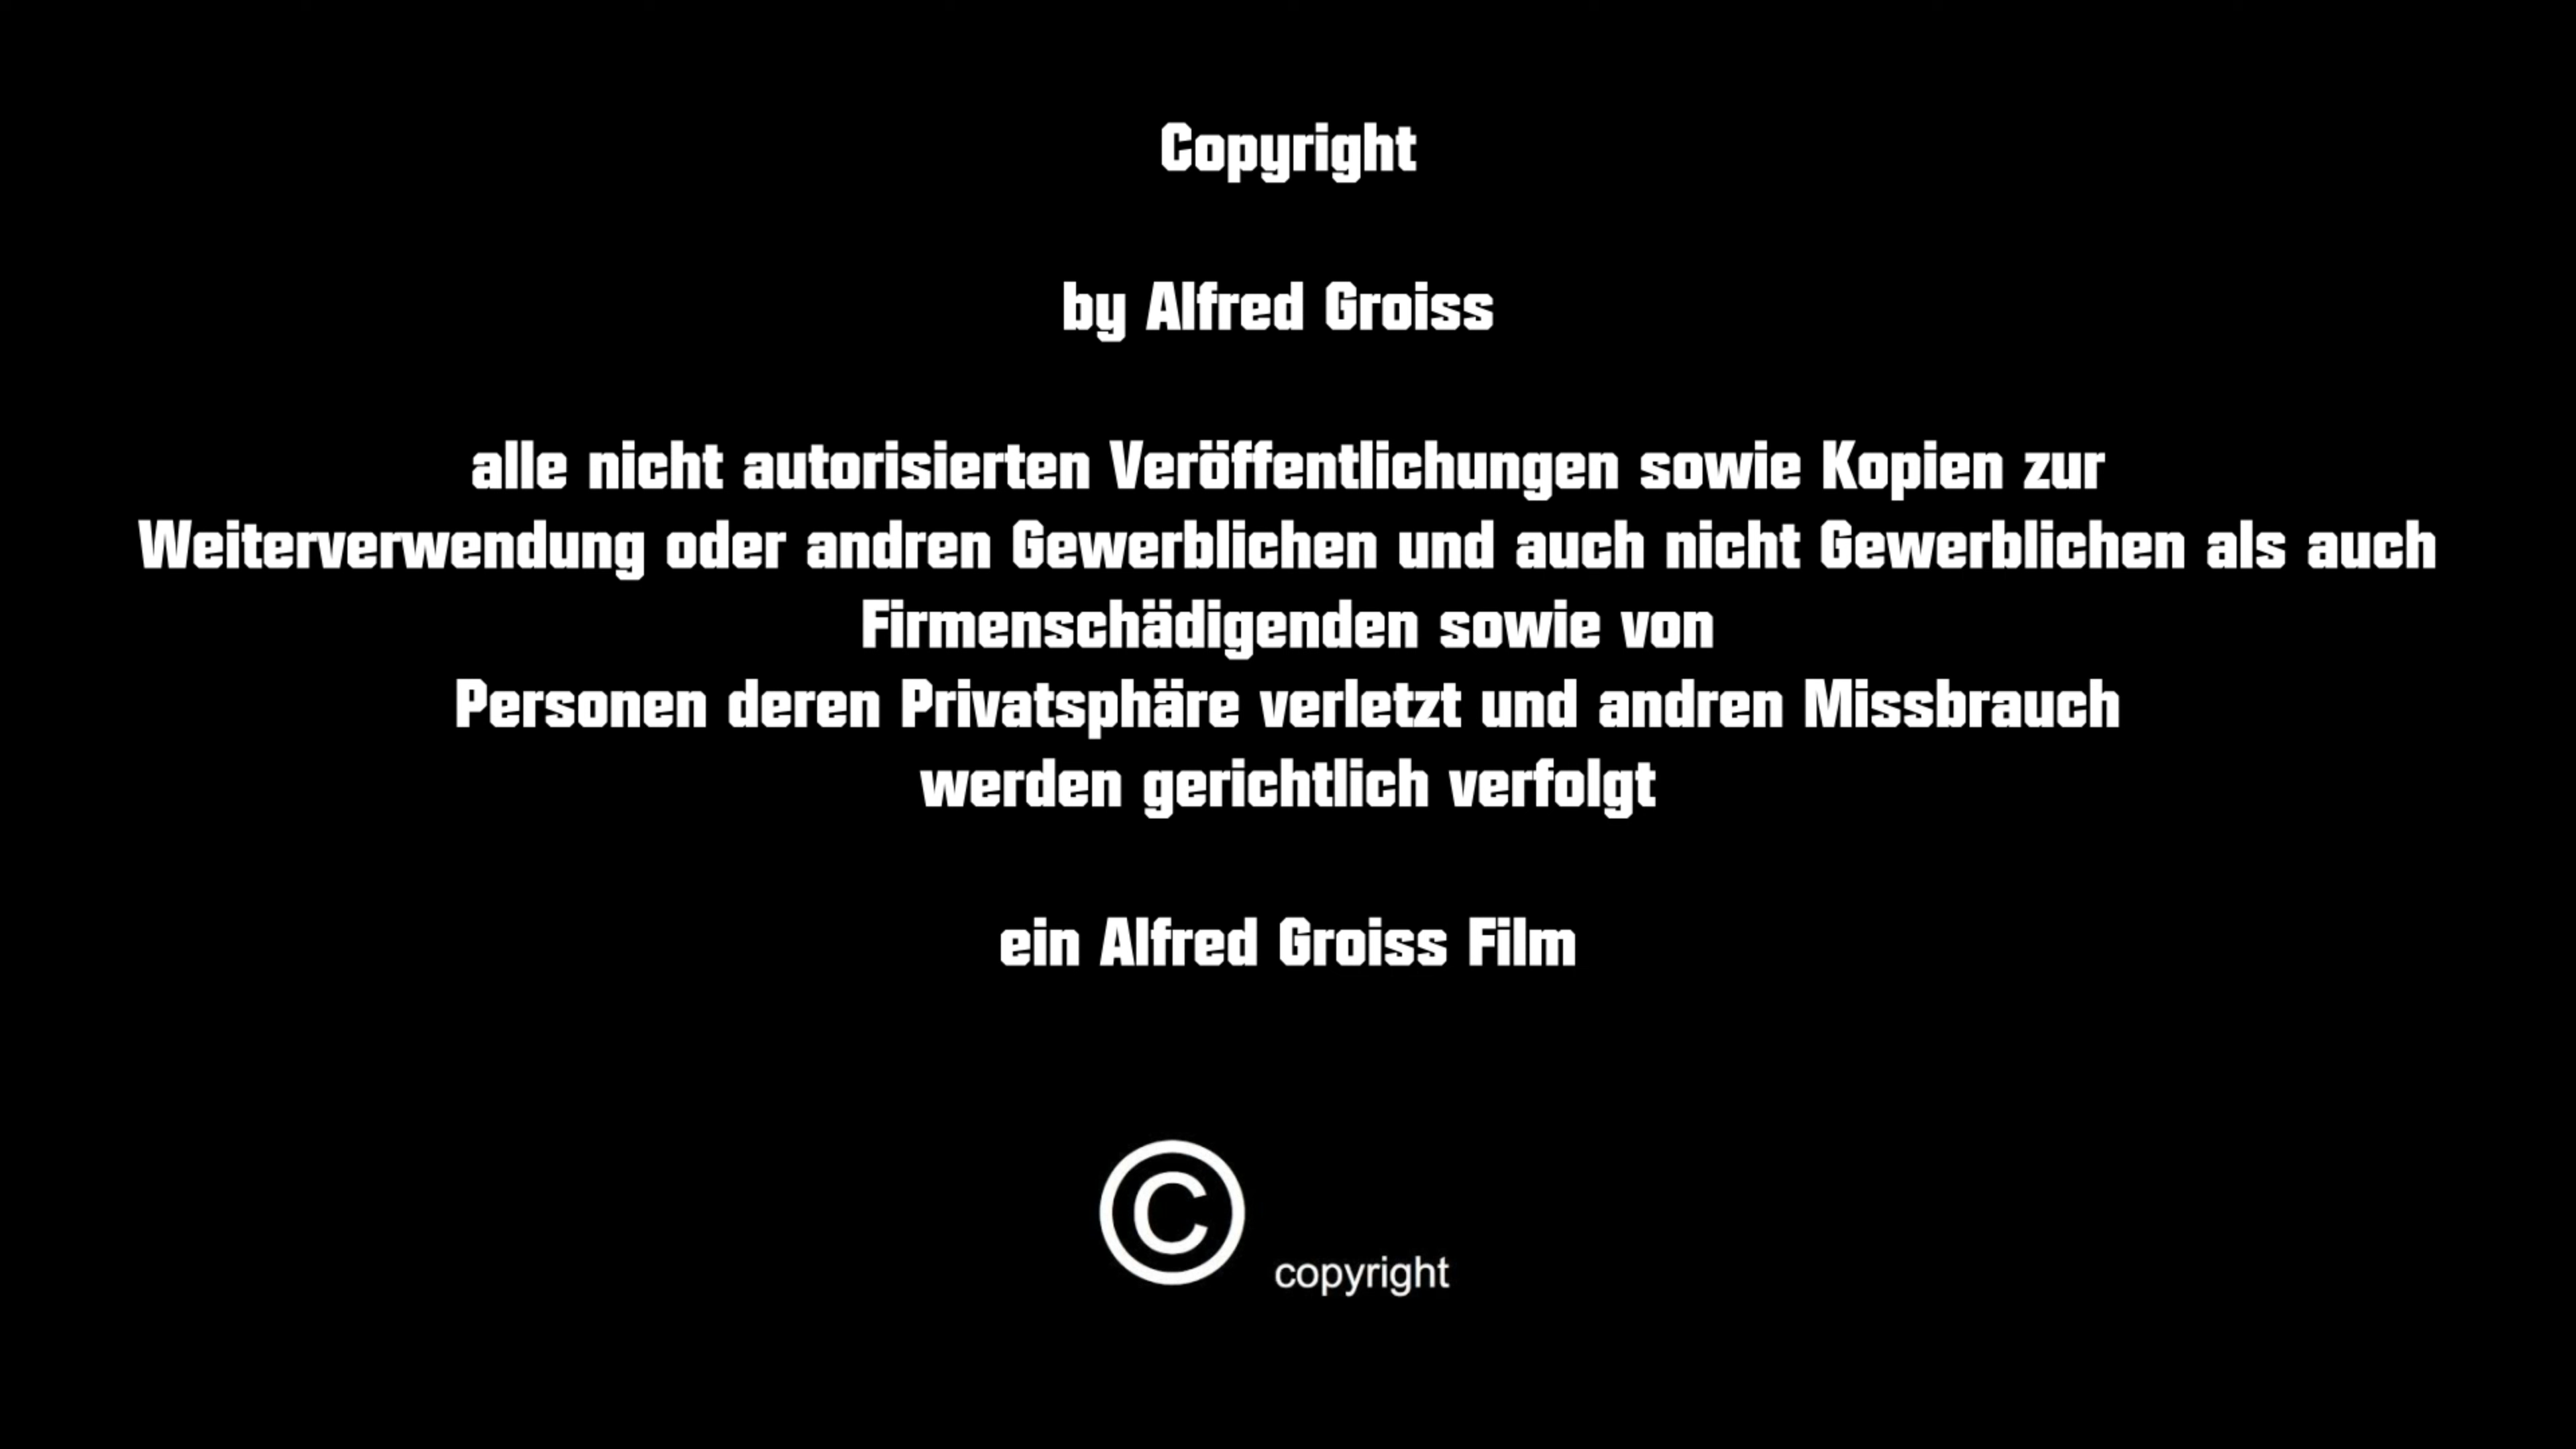 Copyright
by Alfred Groiss
alle nicht autorisierten Veröffentlichungen sowie Kopien zur
Weiterverwendung oder andren Gewerblichen und auch nicht Gewerblichen als auch
Firmenschädigenden sowie von
Personen deren Privatsphäre verletzt und andren Missbrauch
werden gerichtlich verfolgt
ein Alfred Groiss Film
© copyright